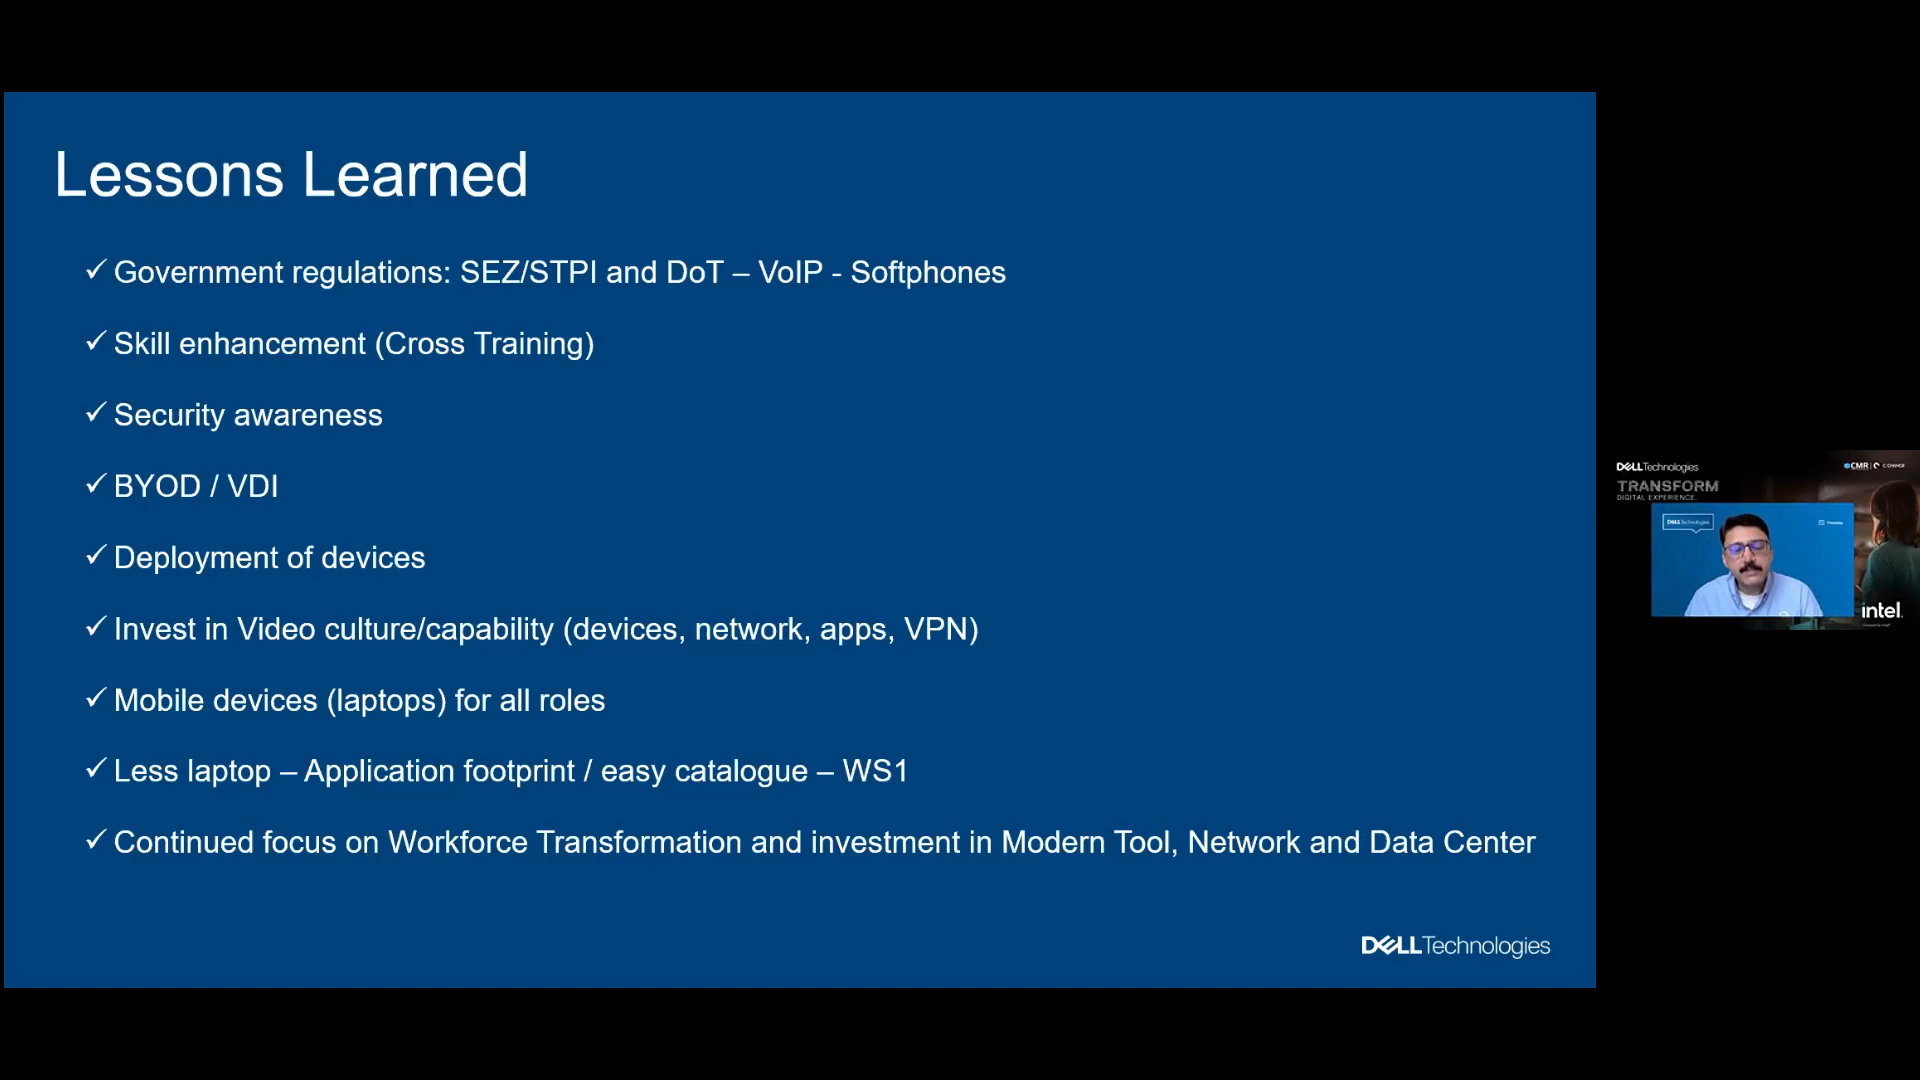 Lessons Learned
✓ Government regulations: SEZ/STPI and DoT – VoIP - Softphones
✓ Skill enhancement (Cross Training)
✓ Security awareness
✓ BYOD / VDI
✓ Deployment of devices
✓ Invest in Video culture/capability (devices, network, apps, VPN)
✓ Mobile devices (laptops) for all roles
✓ Less laptop – Application footprint / easy catalogue – WS1
✓ Continued focus on Workforce Transformation and investment in Modern Tool, Network and Data Center
DELLTechnologies
DELLTechnologies
CMR
TRANSFORM
DIGITAL EXPERIENCE.
DELLTechnologies
intel.